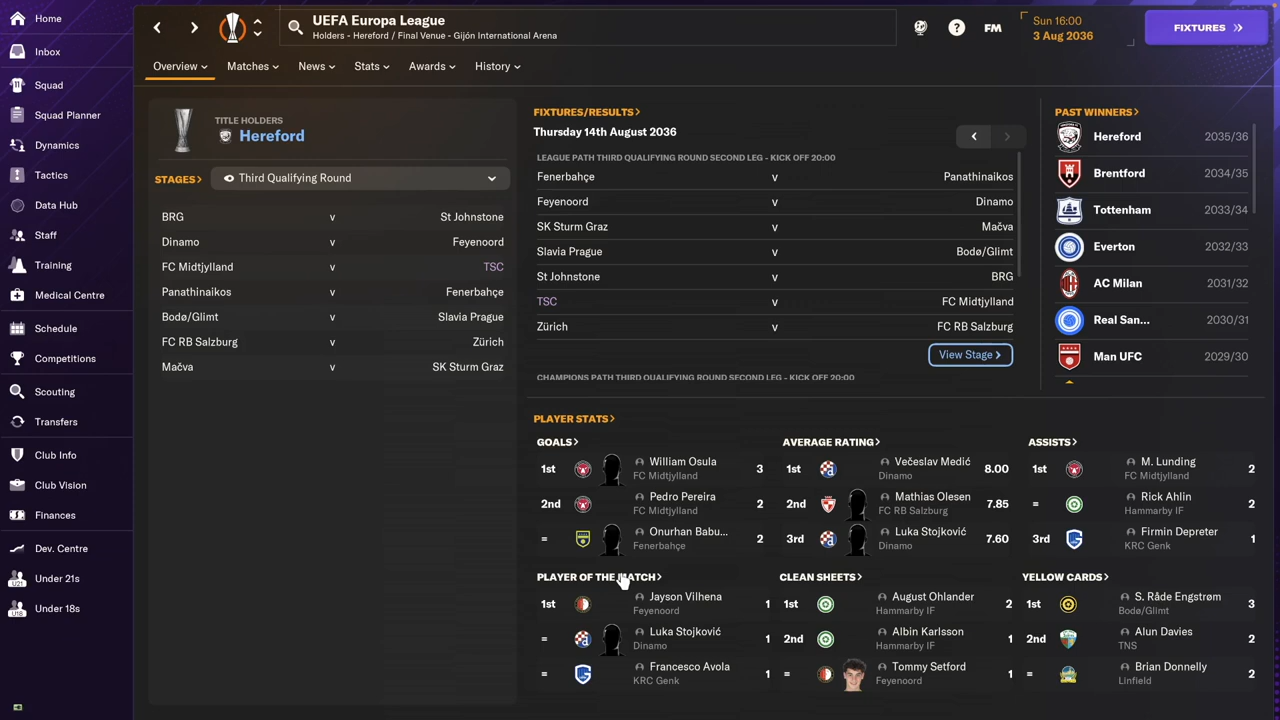 Home
Inbox
Squad
Squad Planner
Dynamics
Tactics
Data Hub
Staff
Training
Medical Centre
Schedule
Competitions
Scouting
Transfers
Club Info
Club Vision
Finances
Dev. Centre
Under 21s
Under 18s
UEFA Europa League
Holders - Hereford / Final Venue - Gijón International Arena
FM
Sun 16:00
3 Aug 2036
FIXTURES
Overview Matches News Stats Awards History
TITLE HOLDERS
Hereford
STAGES> Third Qualifying Round
BRG v St Johnstone
Dinamo v Feyenoord
FC Midtjylland v TSC
Panathinaikos v Fenerbahçe
Bodø/Glimt v Slavia Prague
FC RB Salzburg v Zürich
Mačva v SK Sturm Graz
FIXTURES/RESULTS>
Thursday 14th August 2036
LEAGUE PATH THIRD QUALIFYING ROUND SECOND LEG - KICK OFF 20:00
Fenerbahçe v Panathinaikos
Feyenoord v Dinamo
SK Sturm Graz v Mačva
Slavia Prague v Bodø/Glimt
St Johnstone v BRG
TSC v FC Midtjylland
Zürich v FC RB Salzburg
View Stage >
CHAMPIONS PATH THIRD QUALIFYING ROUND SECOND LEG - KICK OFF 20:00
PAST WINNERS>
Hereford 2035/36
Brentford 2034/35
Tottenham 2033/34
Everton 2032/33
AC Milan 2031/32
Real San... 2030/31
Man UFC 2029/30
PLAYER STATS>
GOALS>
1st William Osula 3
FC Midtjylland
2nd Pedro Pereira 2
FC Midtjylland
= Onurhan Babu... 2
Fenerbahçe
AVERAGE RATING>
1st Večeslav Medić 8.00
Dinamo
2nd Mathias Olesen 7.85
FC RB Salzburg
3rd Luka Stojković 7.60
Dinamo
ASSISTS>
1st M. Lunding 2
FC Midtjylland
= Rick Ahlin 2
Hammarby IF
3rd Firmin Depreter 1
KRC Genk
PLAYER OF THE MATCH>
1st Jayson Vilhena 1
Feyenoord
= Luka Stojković 1
Dinamo
= Francesco Avola 1
KRC Genk
CLEAN SHEETS>
1st August Ohlander 2
Hammarby IF
2nd Albin Karlsson 1
Hammarby IF
= Tommy Setford 1
Feyenoord
YELLOW CARDS>
1st S. Råde Engstrøm 3
Bodø/Glimt
2nd Alun Davies 2
TNS
= Brian Donnelly 2
Linfield